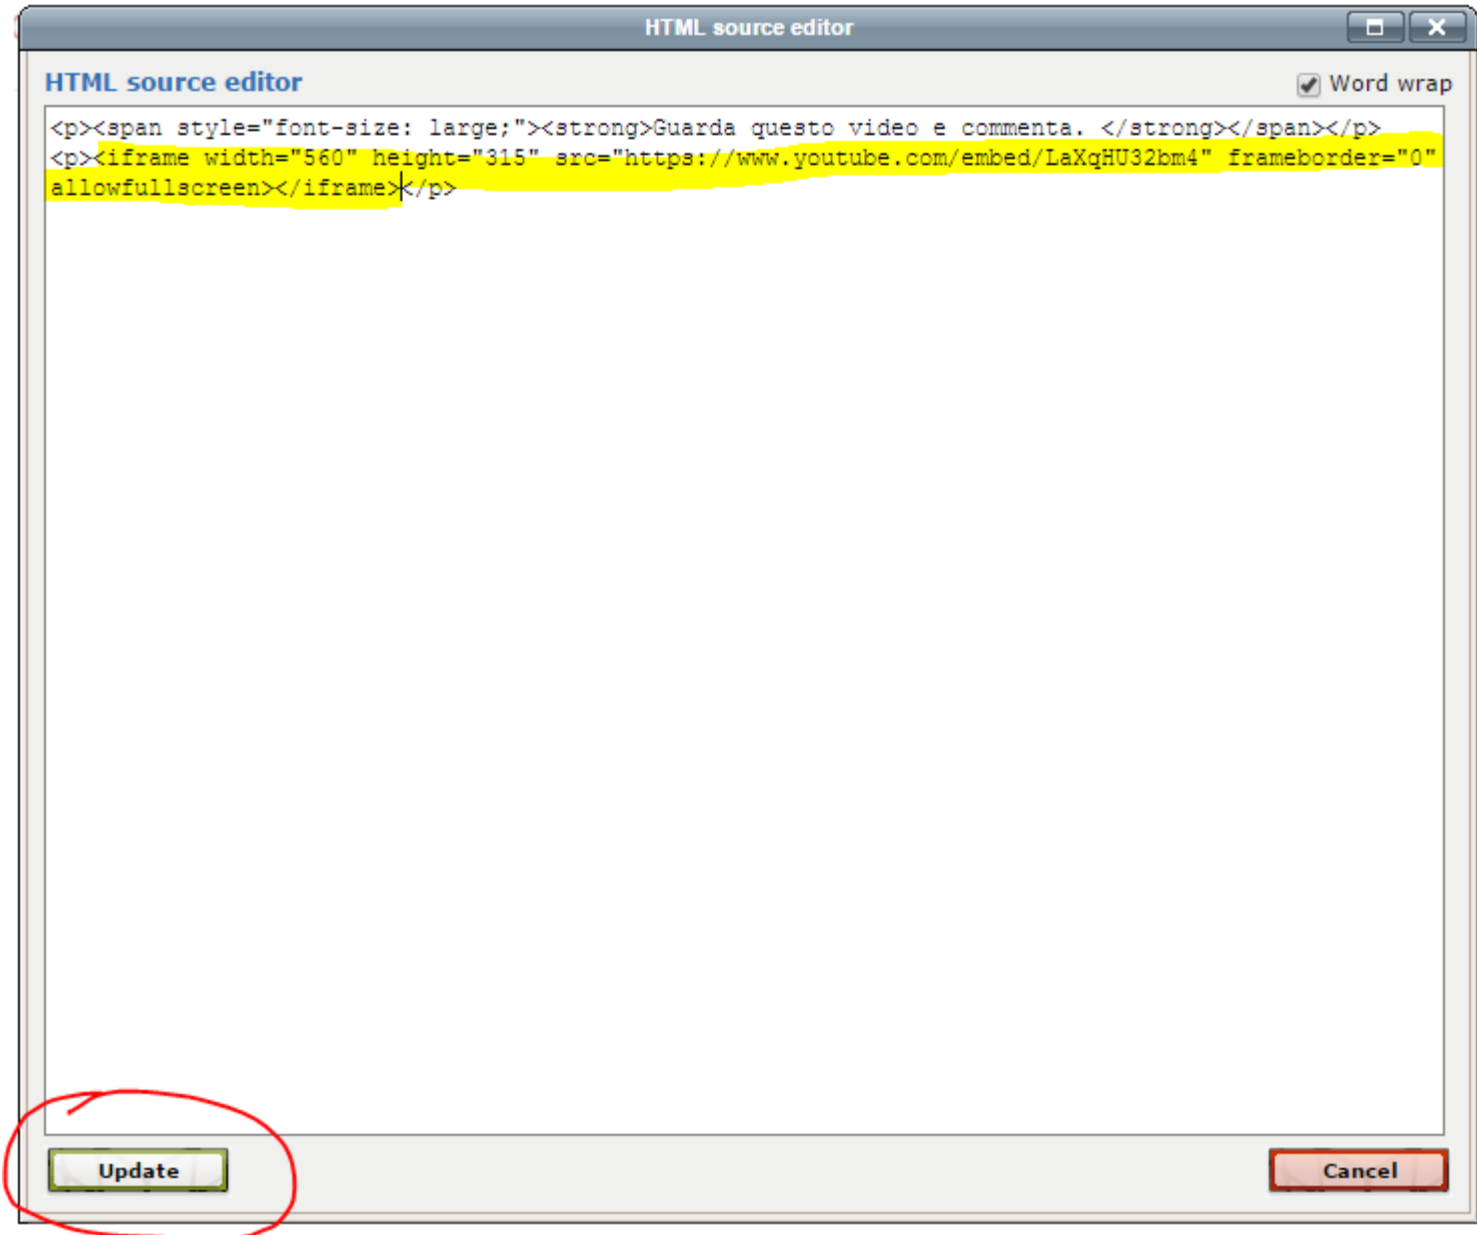 HTML source editor
HTML source editor
Word wrap
<p><span style="font-size: large;"><strong>Guarda questo video e commenta. </strong></span></p>
<p><iframe width="560" height="315" src="https://www.youtube.com/embed/LaXqHU32bm4" frameborder="0"
allowfullscreen></iframe></p>
Update
Cancel